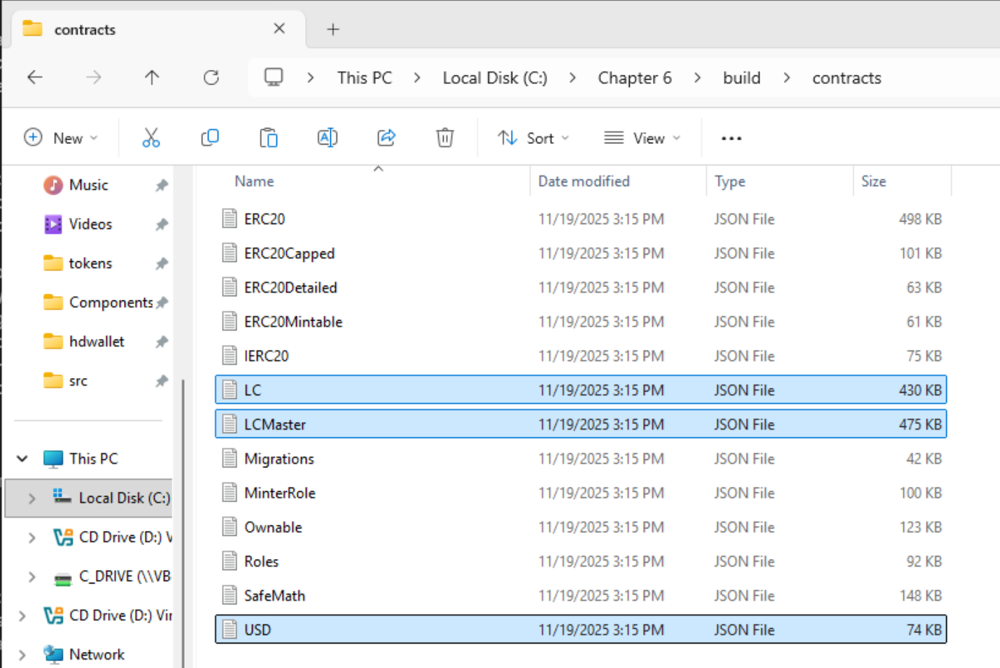 contracts
This PC > Local Disk (C:) > Chapter 6 > build > contracts
New Sort View
Music
Videos
tokens
Components
hdwallet
src
This PC
Local Disk (C:)
CD Drive (D:) V
C_DRIVE (\\VB
CD Drive (D:) Vir
Network
Name Date modified Type Size
ERC20 11/19/2025 3:15 PM JSON File 498 KB
ERC20Capped 11/19/2025 3:15 PM JSON File 101 KB
ERC20Detailed 11/19/2025 3:15 PM JSON File 63 KB
ERC20Mintable 11/19/2025 3:15 PM JSON File 61 KB
IERC20 11/19/2025 3:15 PM JSON File 75 KB
LC 11/19/2025 3:15 PM JSON File 430 KB
LCMaster 11/19/2025 3:15 PM JSON File 475 KB
Migrations 11/19/2025 3:15 PM JSON File 42 KB
MinterRole 11/19/2025 3:15 PM JSON File 100 KB
Ownable 11/19/2025 3:15 PM JSON File 123 KB
Roles 11/19/2025 3:15 PM JSON File 92 KB
SafeMath 11/19/2025 3:15 PM JSON File 148 KB
USD 11/19/2025 3:15 PM JSON File 74 KB